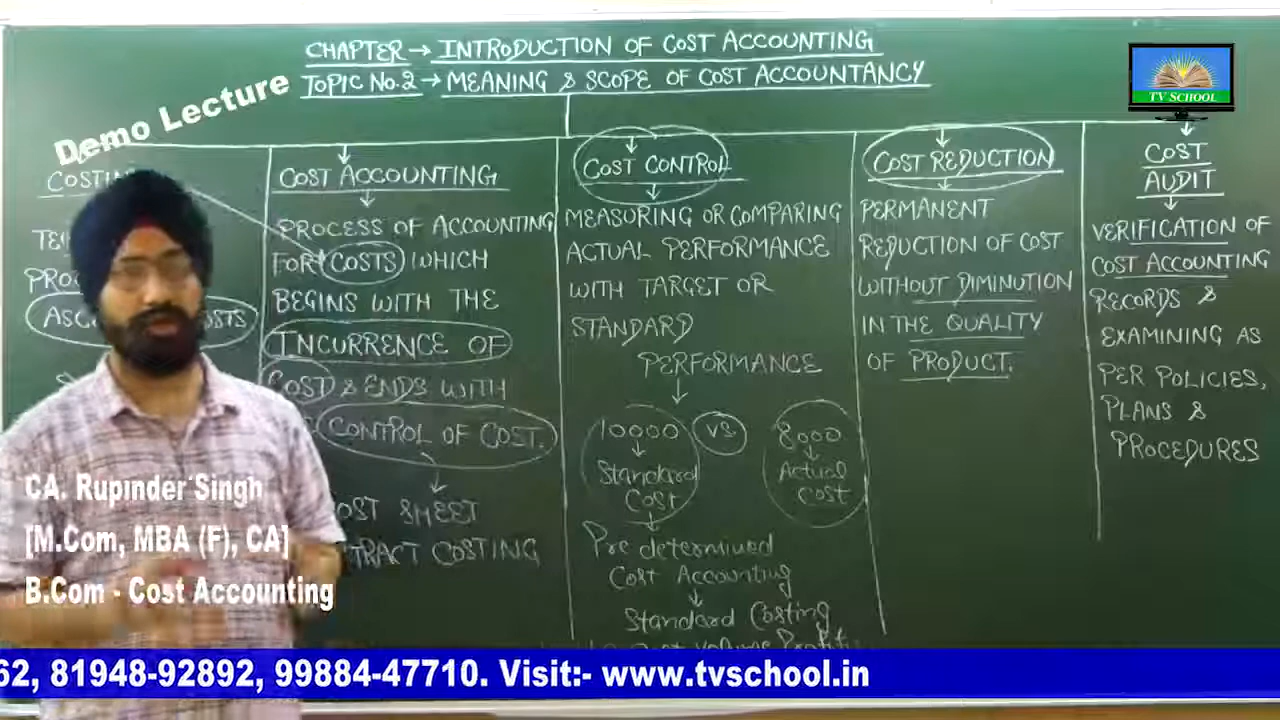 CHAPTER → INTRODUCTION OF COST ACCOUNTING
TOPIC NO.2 → MEANING & SCOPE OF COST ACCOUNTANCY
Demo Lecture
TV SCHOOL
COST ACCOUNTING
PROCESS OF ACCOUNTING
FOR COSTS WHICH
BEGINS WITH THE
INCURRENCE OF
COST & ENDS WITH
CONTROL OF COST.
COST CONTROL
MEASURING OR COMPARING
ACTUAL PERFORMANCE
WITH TARGET OR
STANDARD
PERFORMANCE
10000 VS 8000
Standard Cost
Actual Cost
Pre determined
Cost Accounting
Standard Costing
COST REDUCTION
PERMANENT
REDUCTION OF COST
WITHOUT DIMINUTION
IN THE QUALITY
OF PRODUCT.
COST
AUDIT
VERIFICATION OF
COST ACCOUNTING
RECORDS &
EXAMINING AS
PER POLICIES,
PLANS &
PROCEDURES
CA. Rupinder Singh
[M.Com, MBA (F), CA]
B.Com - Cost Accounting
62, 81948-92892, 99884-47710. Visit:- www.tvschool.in